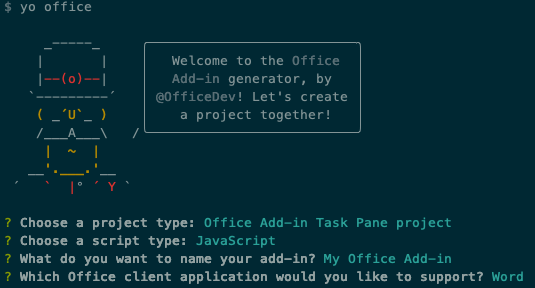 $ yo office
Welcome to the Office
Add-in generator, by
@OfficeDev! Let's create
a project together!
? Choose a project type: Office Add-in Task Pane project
? Choose a script type: JavaScript
? What do you want to name your add-in? My Office Add-in
? Which Office client application would you like to support? Word